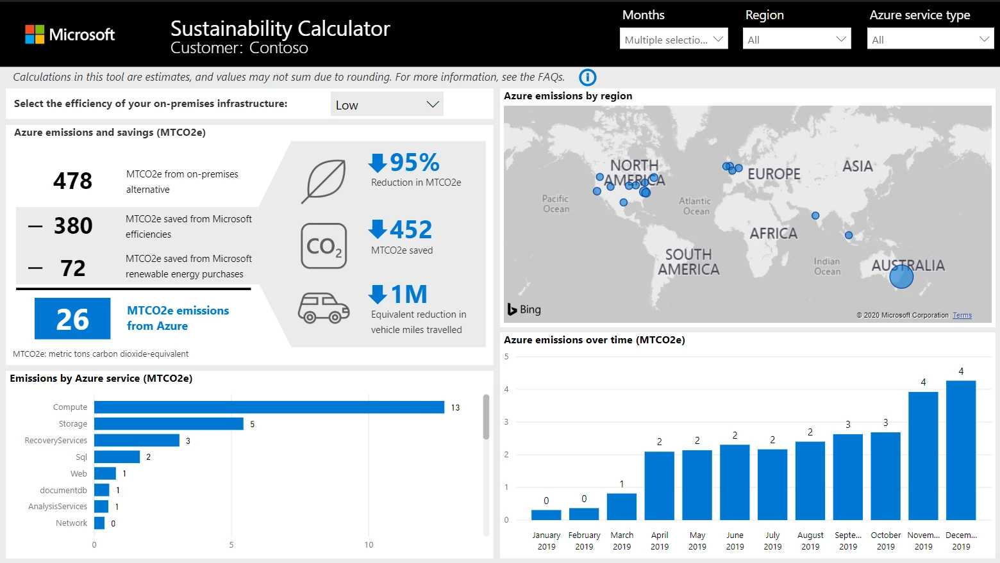 Microsoft
Sustainability Calculator
Customer: Contoso
Months
Multiple selectio...
Region
All
Azure service type
All
Calculations in this tool are estimates, and values may not sum due to rounding. For more information, see the FAQs.
Select the efficiency of your on-premises infrastructure:
Low
Azure emissions and savings (MTCO2e)
478
MTCO2e from on-premises
alternative
— 380
MTCO2e saved from Microsoft
efficiencies
— 72
MTCO2e saved from Microsoft
renewable energy purchases
26
MTCO2e emissions
from Azure
95%
Reduction in MTCO2e
CO2
452
MTCO2e saved
1M
Equivalent reduction in
vehicle miles travelled
MTCO2e: metric tons carbon dioxide-equivalent
Emissions by Azure service (MTCO2e)
Compute 13
Storage 5
RecoveryServices 3
Sql 2
Web 1
documentdb 1
AnalysisServices 1
Network 0
0 5 10
Azure emissions by region
NORTH
AMERICA
EUROPE
ASIA
Pacific
Ocean
Atlantic
Ocean
AFRICA
SOUTH
AMERICA
Indian
Ocean
AUSTRALIA
Bing
© 2020 Microsoft Corporation Terms
Azure emissions over time (MTCO2e)
5
4
3
2
1
0
0 0 1 2 2 2 2 2 3 3 4 4
January February March April May June July August Septe... October Novem... Decem...
2019 2019 2019 2019 2019 2019 2019 2019 2019 2019 2019 2019